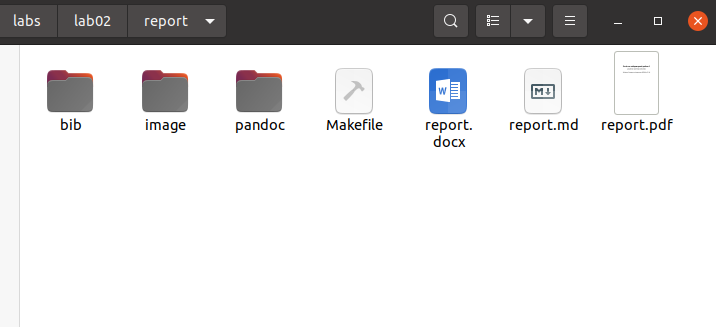 labs
lab02
report
bib
image
pandoc
Makefile
report.
docx
report.md
report.pdf
W
M